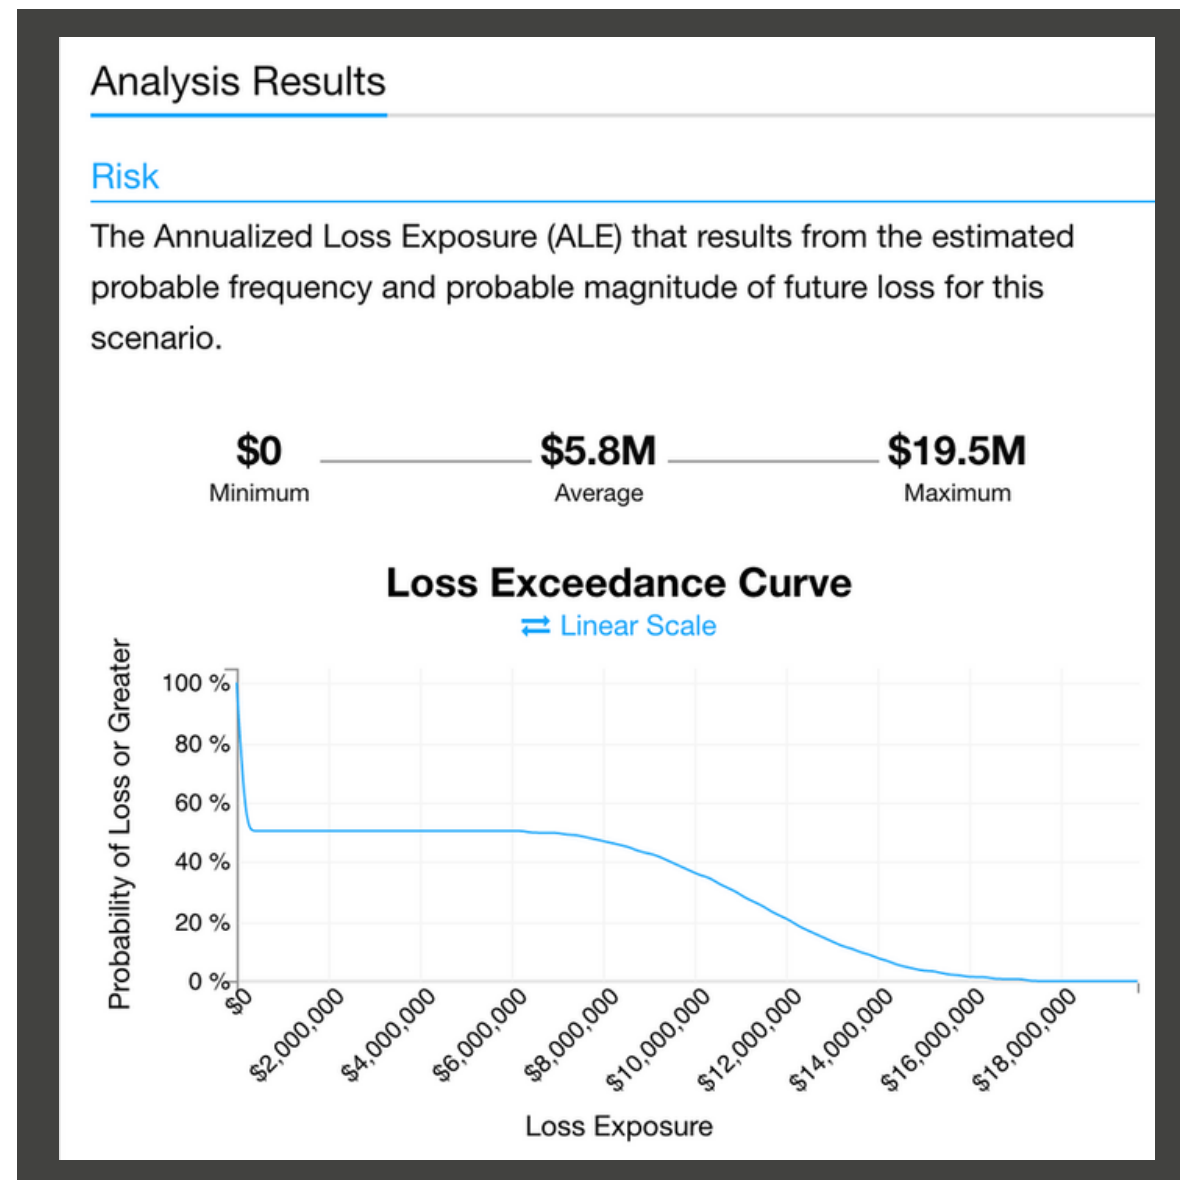 Analysis Results
Risk
The Annualized Loss Exposure (ALE) that results from the estimated
probable frequency and probable magnitude of future loss for this
scenario.
$0 $5.8M $19.5M
Minimum Average Maximum
Loss Exceedance Curve
Linear Scale
Probability of Loss or Greater
100 %
80 %
60 %
40 %
20 %
0 %
$0 $2,000,000 $4,000,000 $6,000,000 $8,000,000 $10,000,000 $12,000,000 $14,000,000 $16,000,000 $18,000,000
Loss Exposure